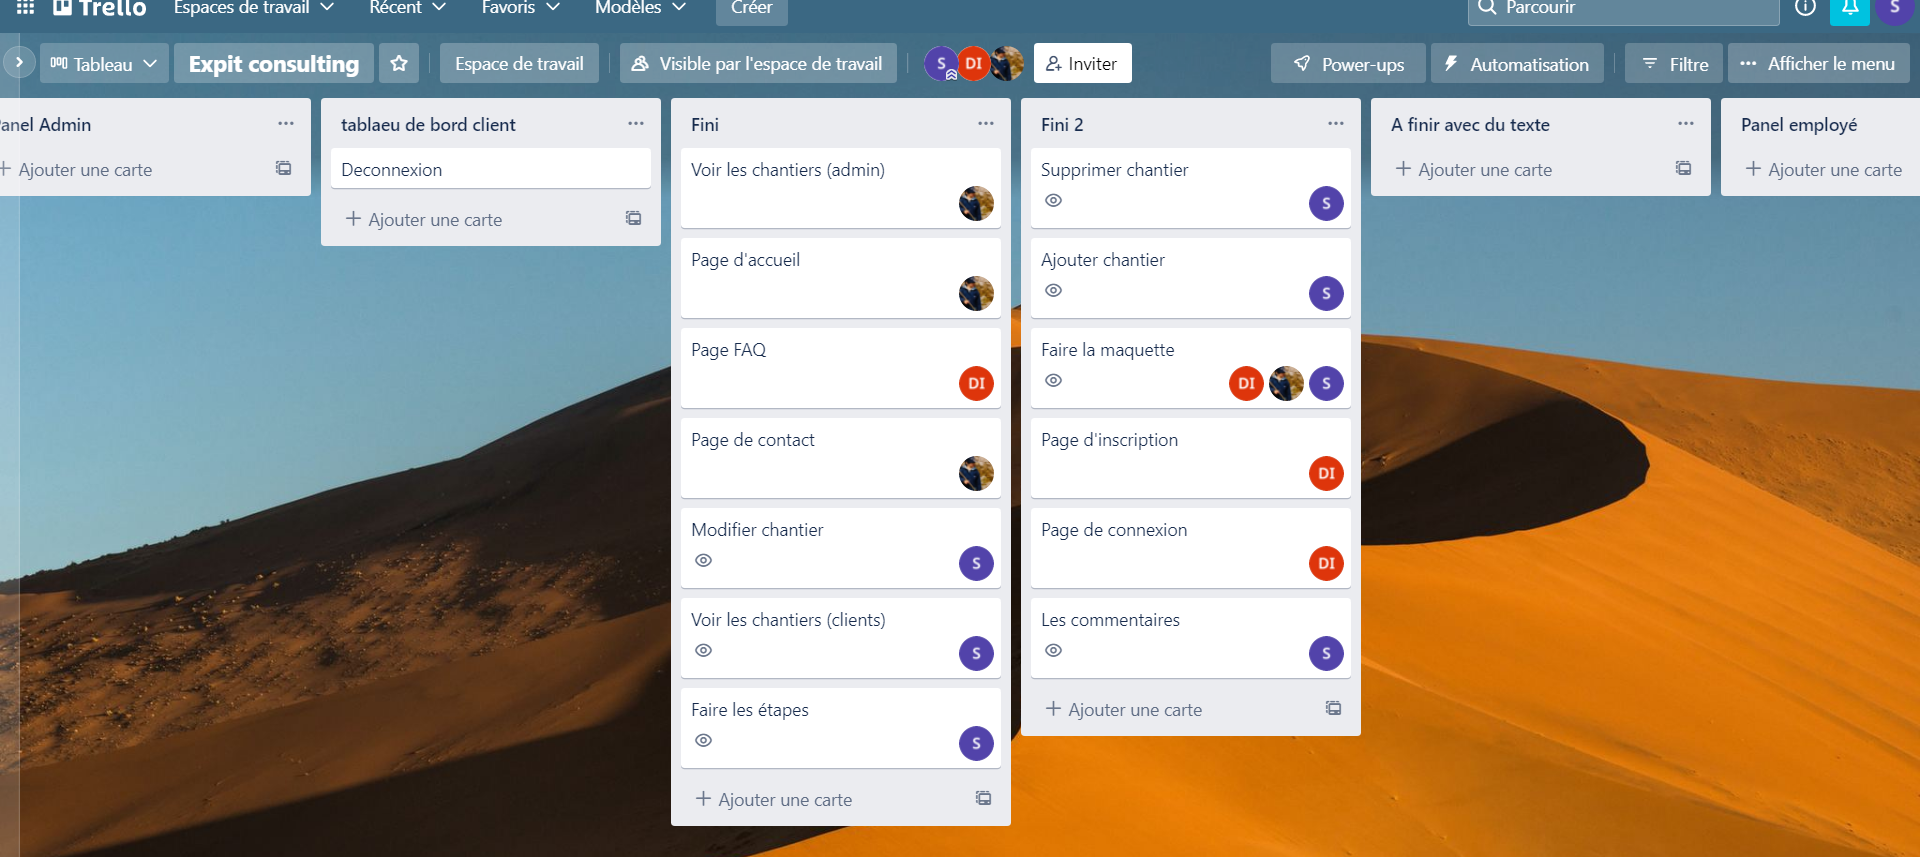 Trello
Espaces de travail
Récent
Favoris
Modèles
Créer
Parcourir
S
Tableau
Expit consulting
Espace de travail
Visible par l'espace de travail
S
DI
Inviter
Power-ups
Automatisation
Filtre
Afficher le menu
anel Admin
Ajouter une carte
tablaeu de bord client
Deconnexion
Ajouter une carte
Fini
Voir les chantiers (admin)
Page d'accueil
Page FAQ
DI
Page de contact
Modifier chantier
S
Voir les chantiers (clients)
S
Faire les étapes
S
Ajouter une carte
Fini 2
Supprimer chantier
S
Ajouter chantier
S
Faire la maquette
DI
S
Page d'inscription
DI
Page de connexion
DI
Les commentaires
S
Ajouter une carte
A finir avec du texte
Ajouter une carte
Panel employé
Ajouter une carte